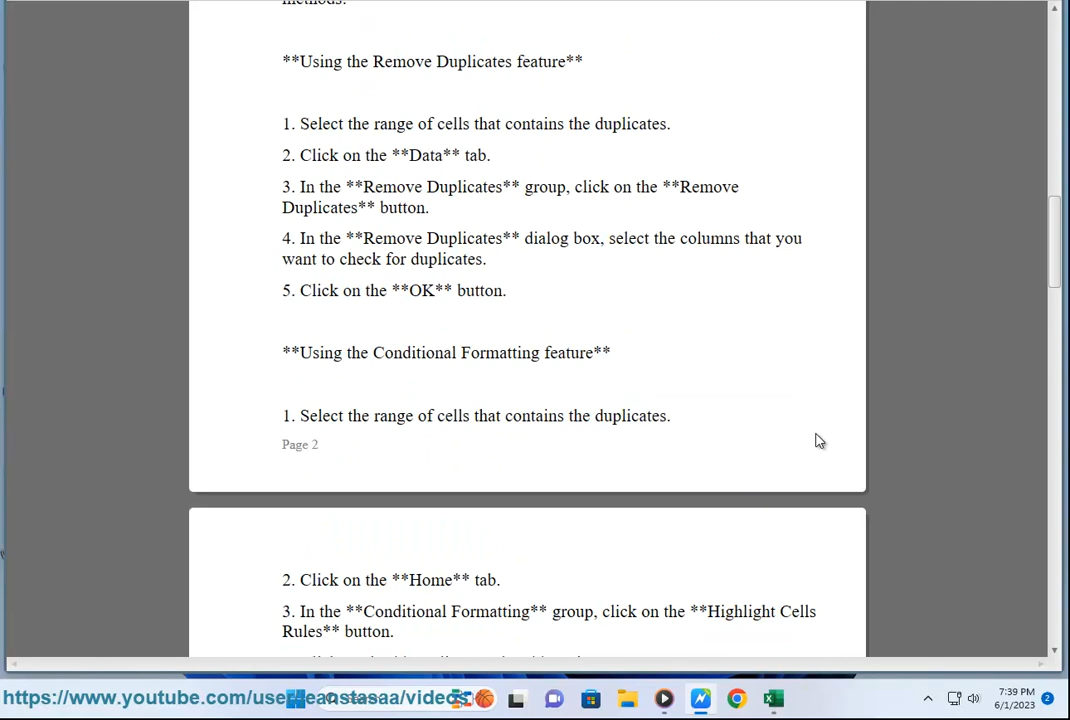 **Using the Remove Duplicates feature**
1. Select the range of cells that contains the duplicates.
2. Click on the **Data** tab.
3. In the **Remove Duplicates** group, click on the **Remove
Duplicates** button.
4. In the **Remove Duplicates** dialog box, select the columns that you
want to check for duplicates.
5. Click on the **OK** button.
**Using the Conditional Formatting feature**
1. Select the range of cells that contains the duplicates.
Page 2
2. Click on the **Home** tab.
3. In the **Conditional Formatting** group, click on the **Highlight Cells
Rules** button.
https://www.youtube.com/user
videos
7:39 PM
6/1/2023
2